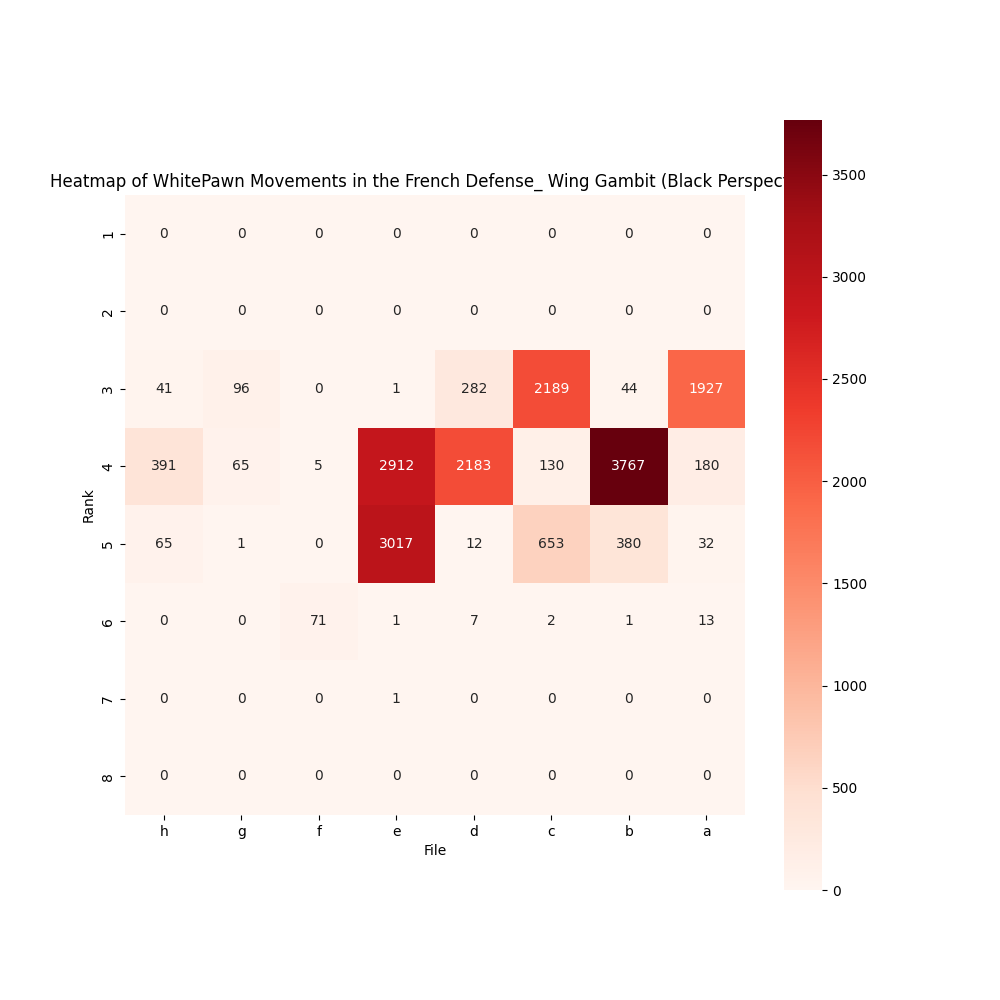 Heatmap of WhitePawn Movements in the French Defense_ Wing Gambit (Black Perspect
3500
3000
2500
2000
1500
1000
500
0
Rank
1 0 0 0 0 0 0 0 0
2 0 0 0 0 0 0 0 0
3 41 96 0 1 282 2189 44 1927
4 391 65 5 2912 2183 130 3767 180
5 65 1 0 3017 12 653 380 32
6 0 0 71 1 7 2 1 13
7 0 0 0 1 0 0 0 0
8 0 0 0 0 0 0 0 0
h g f e d c b a
File